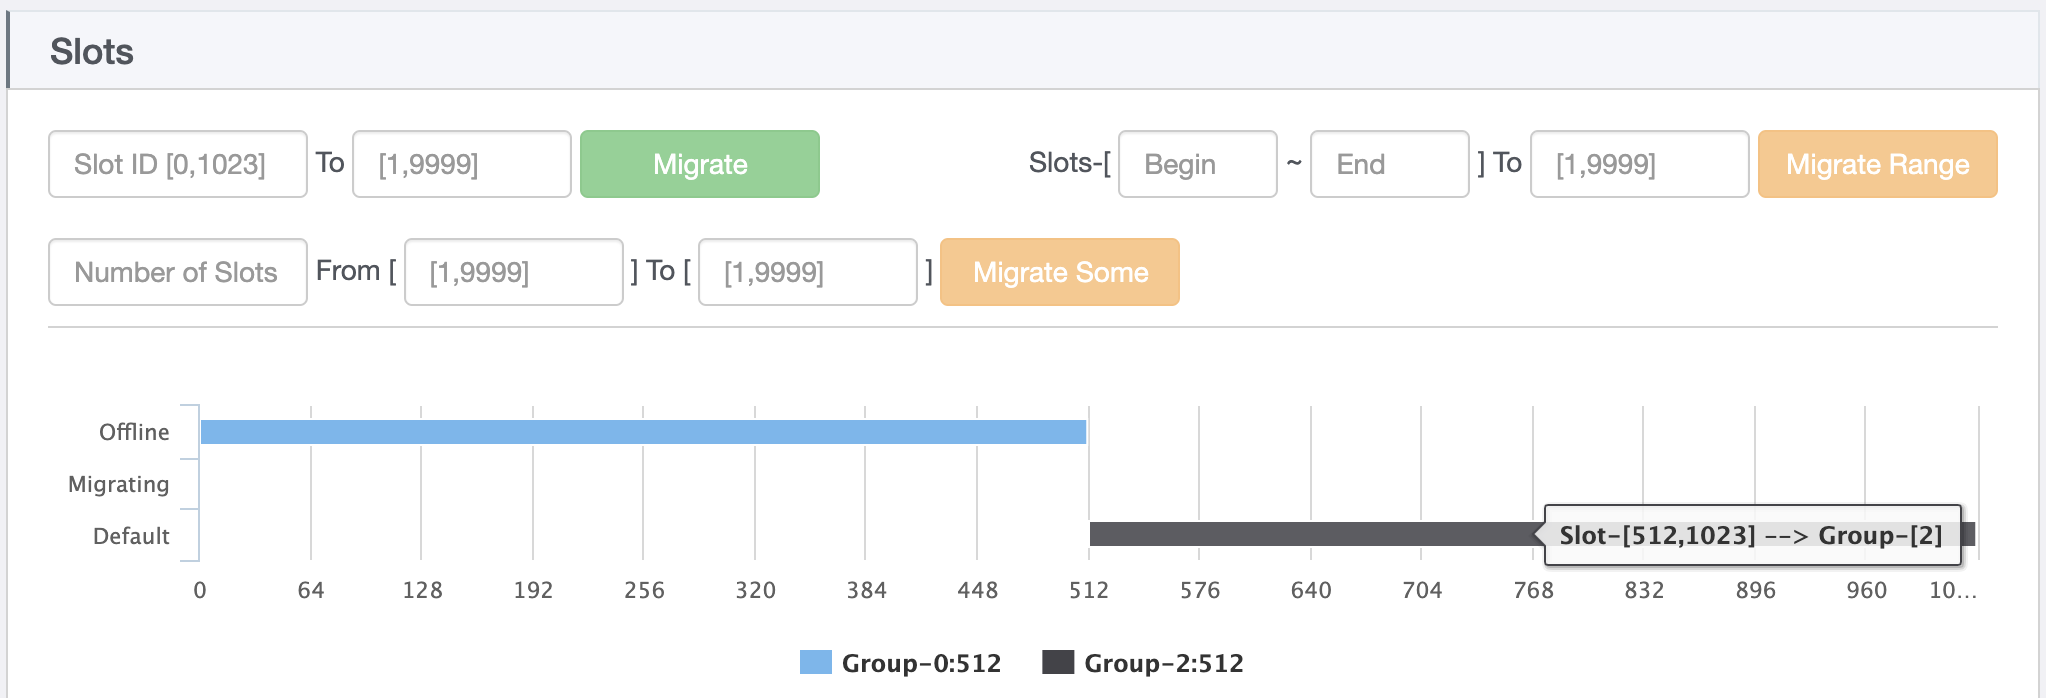 Slots
Slot ID [0,1023] To [1,9999] Migrate Slots-[ Begin ~ End ] To [1,9999] Migrate Range
Number of Slots From [ [1,9999] ] To [ [1,9999] ] Migrate Some
Offline
Migrating
Default
Slot-[512,1023] --> Group-[2]
0 64 128 192 256 320 384 448 512 576 640 704 768 832 896 960 10...
Group-0:512 Group-2:512